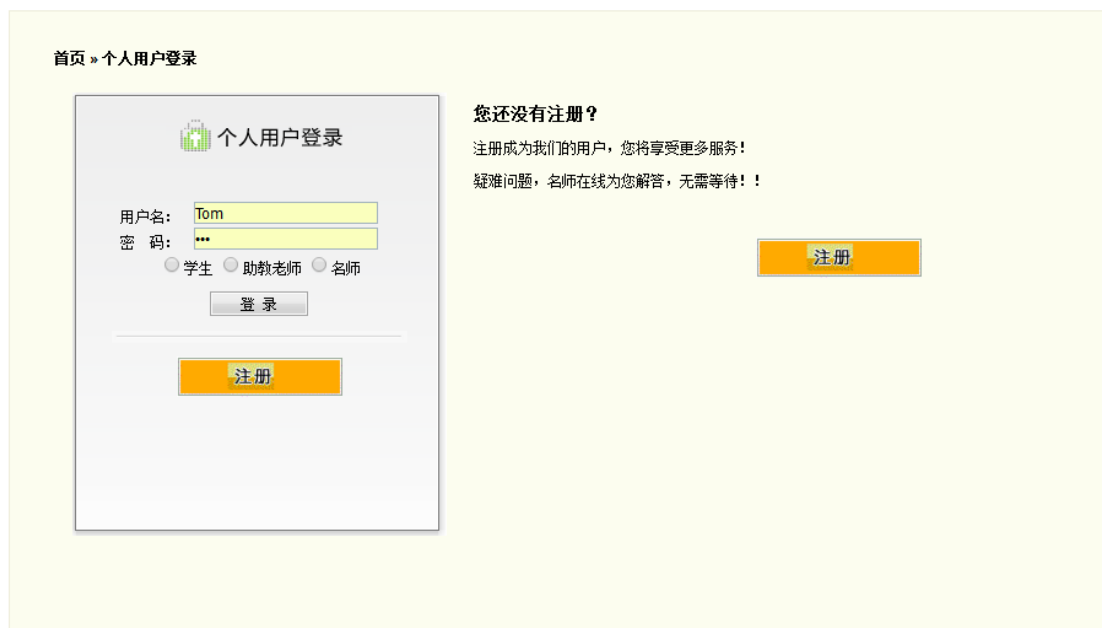 首页 » 个人用户登录
个人用户登录
用户名： Tom
密 码： •••
学生 助教老师 名师
登 录
注册
您还没有注册？
注册成为我们的用户，您将享受更多服务！
疑难问题，名师在线为您解答，无需等待！！
注册